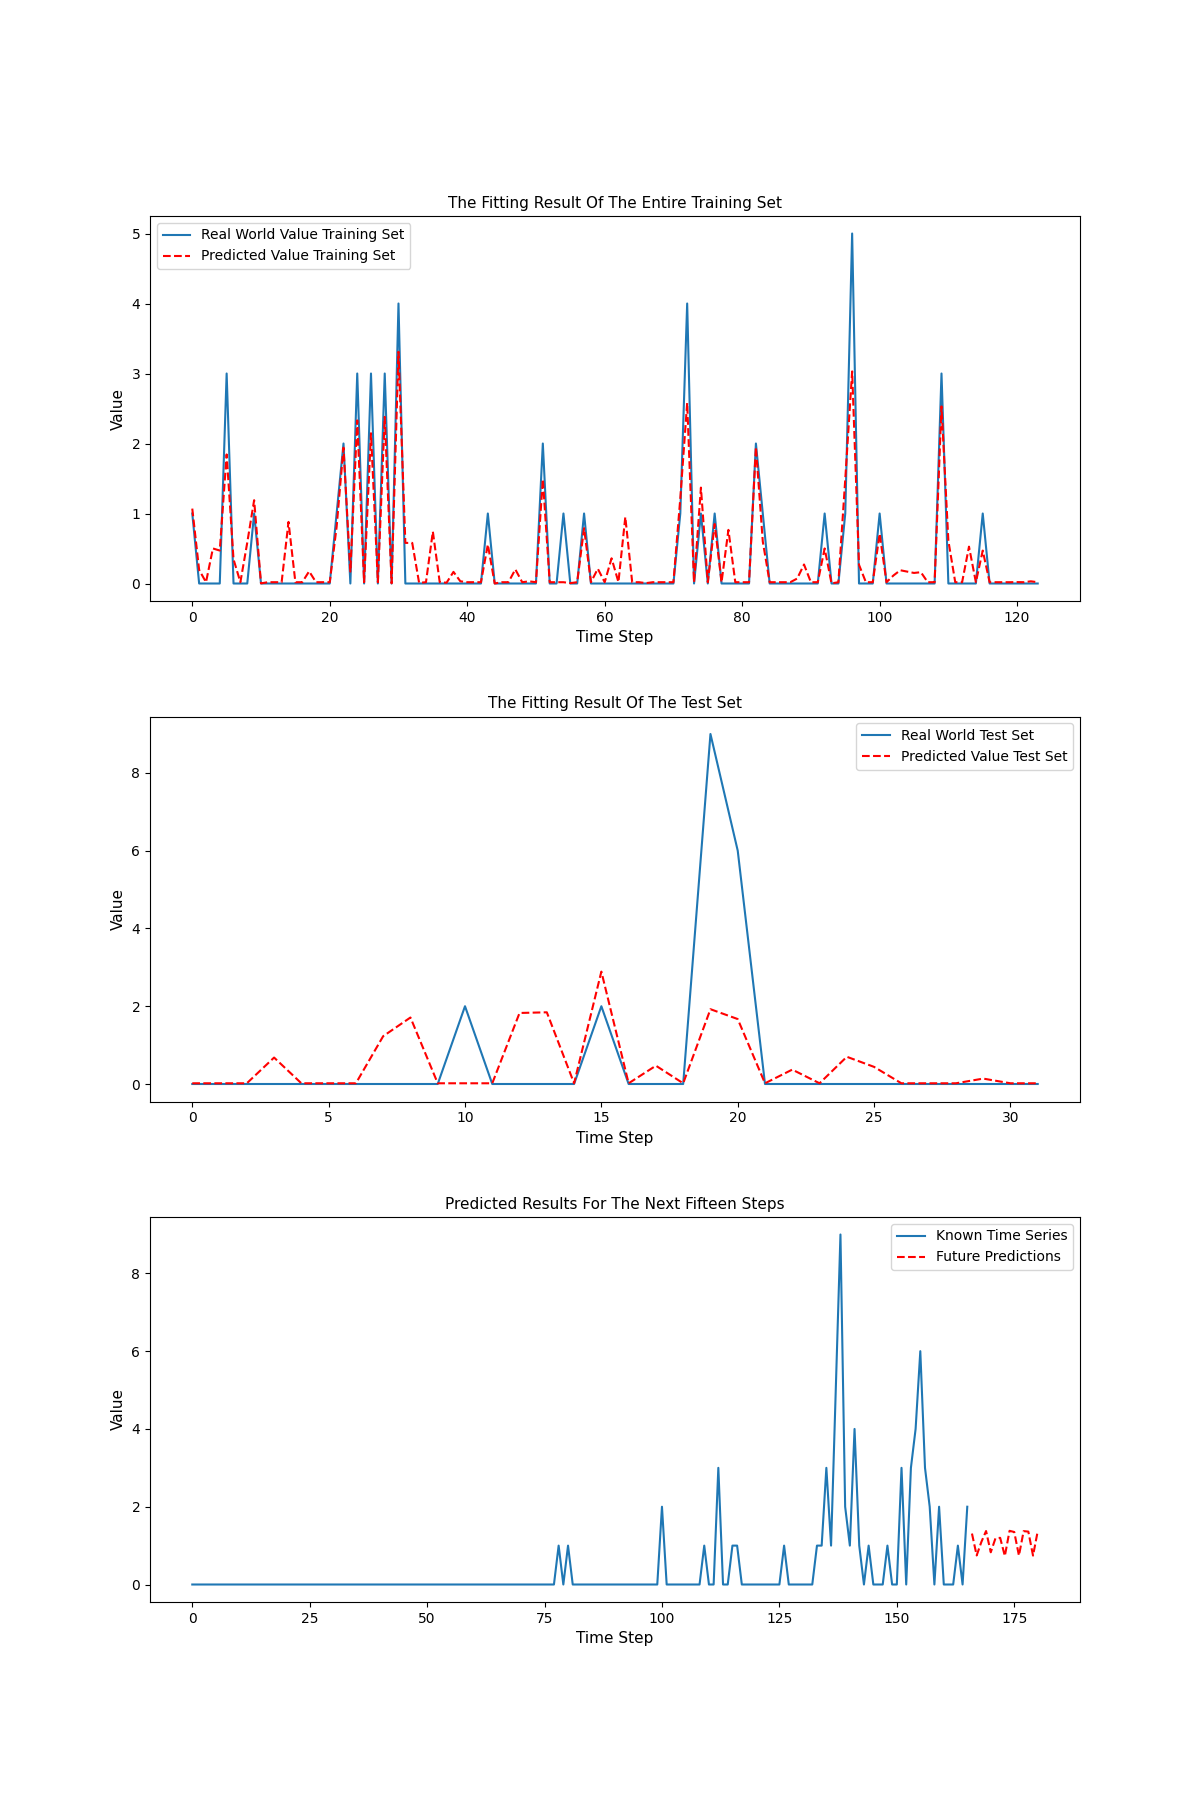 The Fitting Result Of The Entire Training Set
Real World Value Training Set
Predicted Value Training Set
5
4
3
2
1
0
Value
0 20 40 60 80 100 120
Time Step
The Fitting Result Of The Test Set
Real World Test Set
Predicted Value Test Set
8
6
4
2
0
Value
0 5 10 15 20 25 30
Time Step
Predicted Results For The Next Fifteen Steps
Known Time Series
Future Predictions
8
6
4
2
0
Value
0 25 50 75 100 125 150 175
Time Step